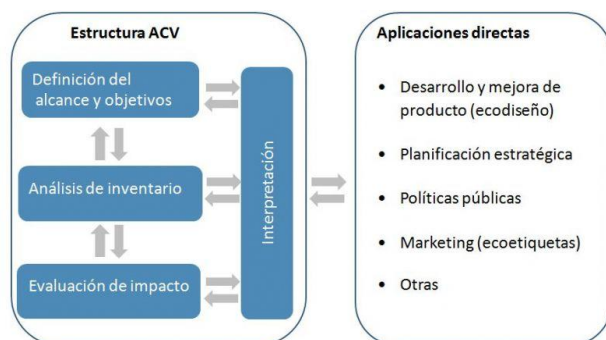 Estructura ACV
Definición del
alcance y objetivos
Análisis de inventario
Evaluación de impacto
Interpretación
Aplicaciones directas
• Desarrollo y mejora de
producto (ecodiseño)
• Planificación estratégica
• Políticas públicas
• Marketing (ecoetiquetas)
• Otras